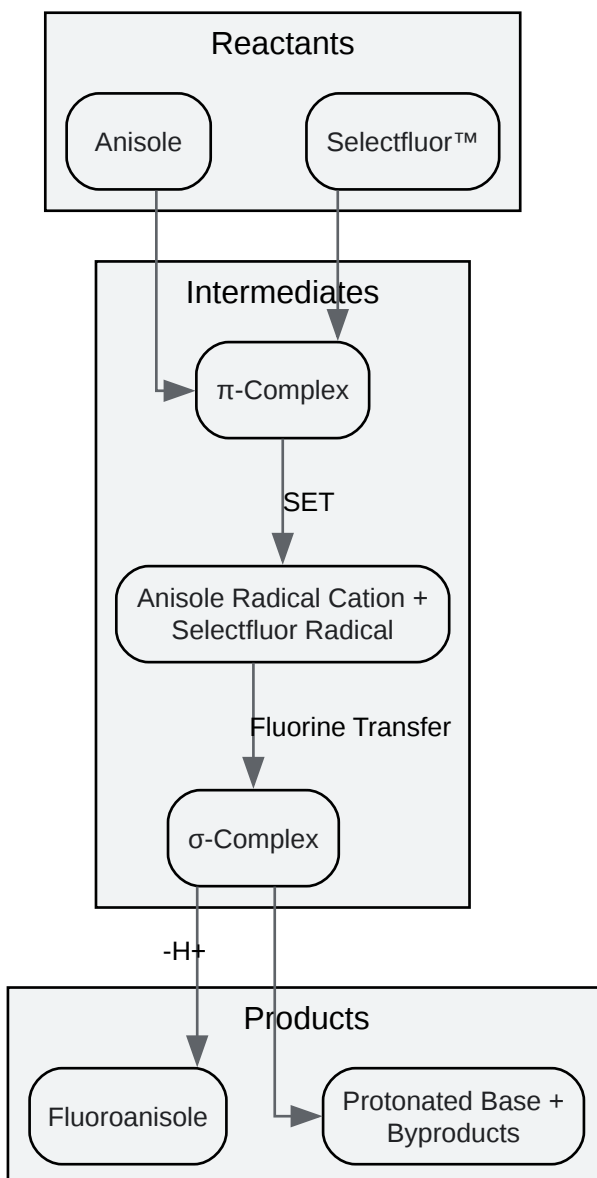 Reactants
Anisole
Selectfluor™
Intermediates
π-Complex
SET
Anisole Radical Cation +
Selectfluor Radical
Fluorine Transfer
σ-Complex
-H+
Products
Fluoroanisole
Protonated Base +
Byproducts